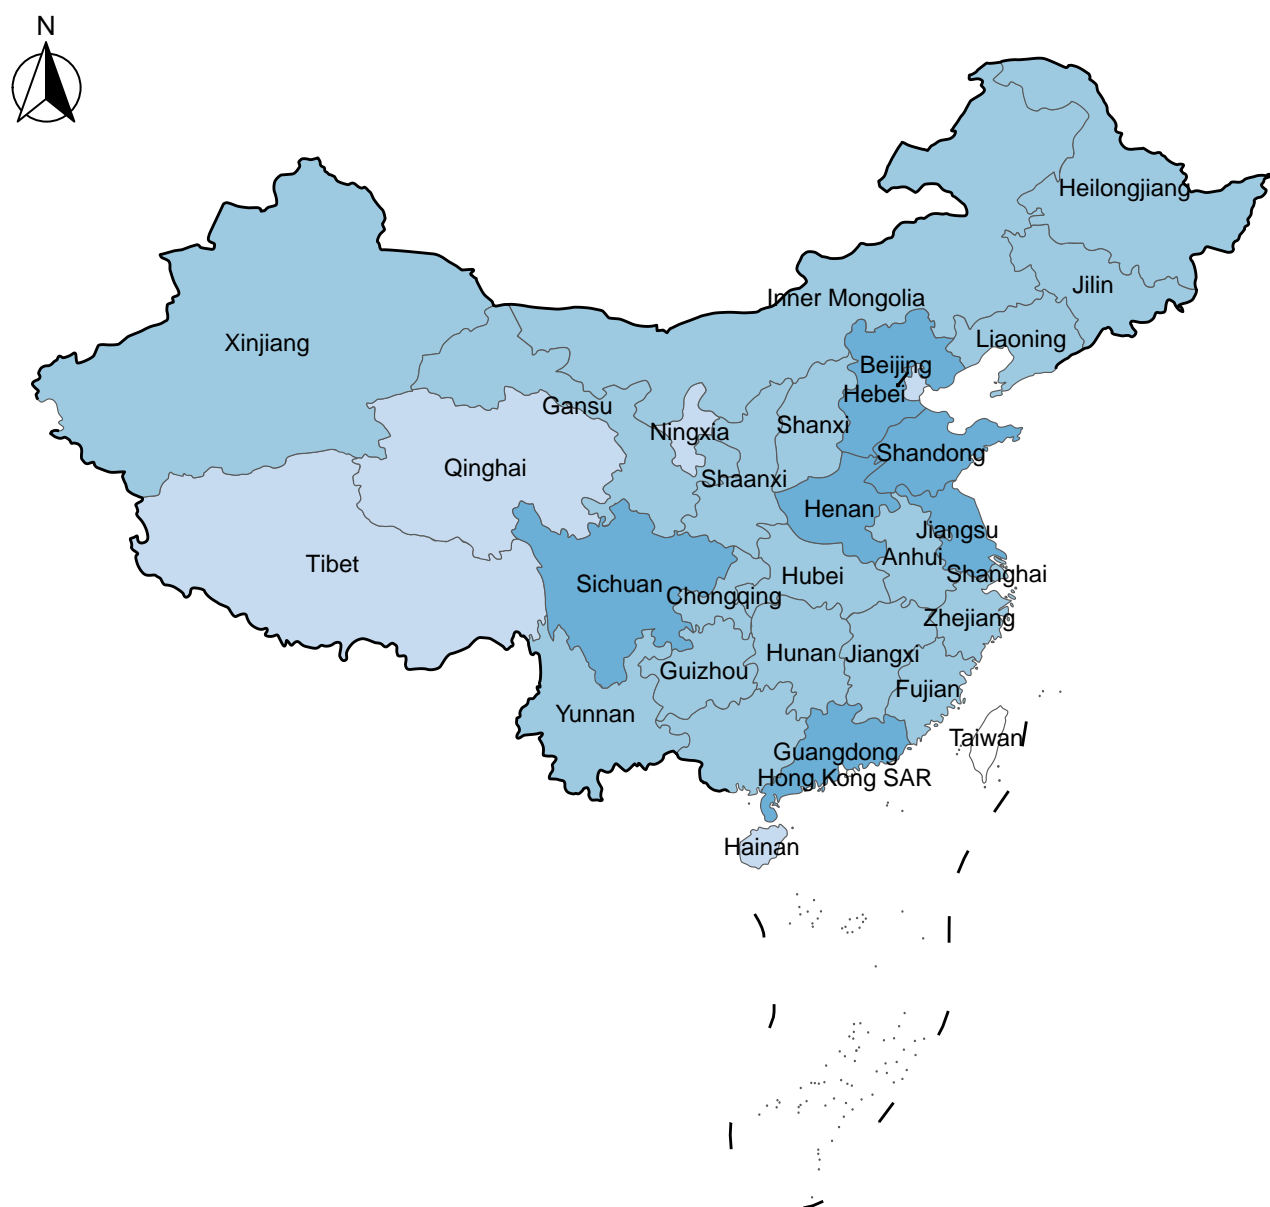 N
Heilongjiang
Jilin
Inner Mongolia
Liaoning
Xinjiang
Beijing
Hebei
Gansu
Shanxi
Ningxia
Shandong
Qinghai
Shaanxi
Henan
Jiangsu
Anhui
Tibet
Shanghai
Hubei
Sichuan
Chongqing
Zhejiang
Hunan
Jiangxi
Guizhou
Fujian
Yunnan
Taiwan
Guangdong
Hong Kong SAR
Hainan